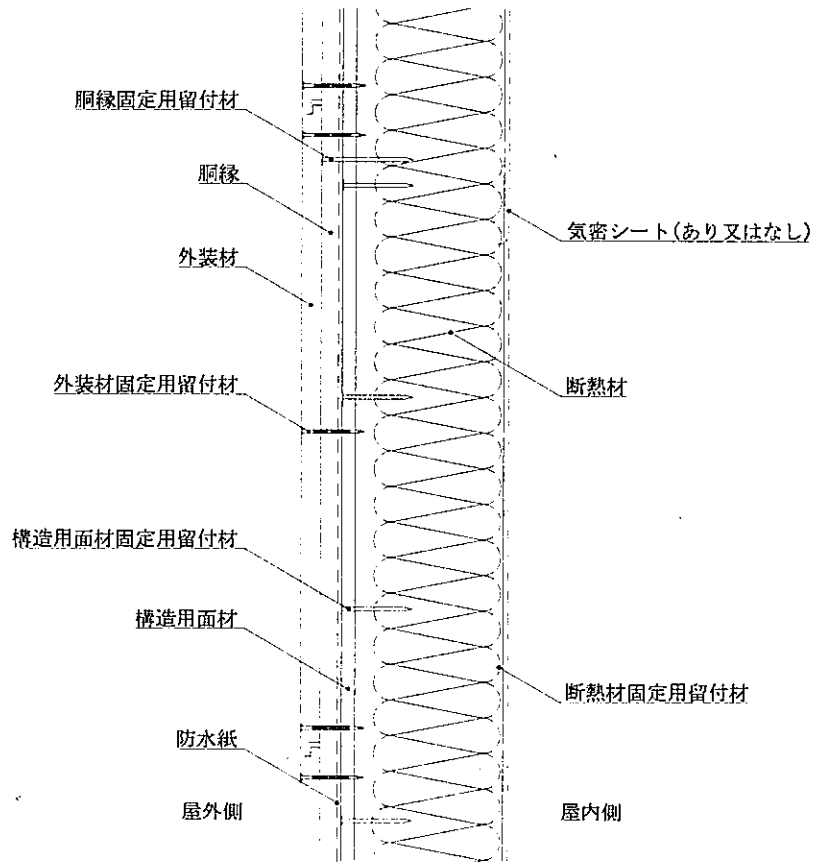 胴縁固定用留付材
胴縁
気密シート(あり又はなし)
外装材
外装材固定用留付材
断熱材
構造用面材固定用留付材
構造用面材
断熱材固定用留付材
防水紙
屋外側
屋内側